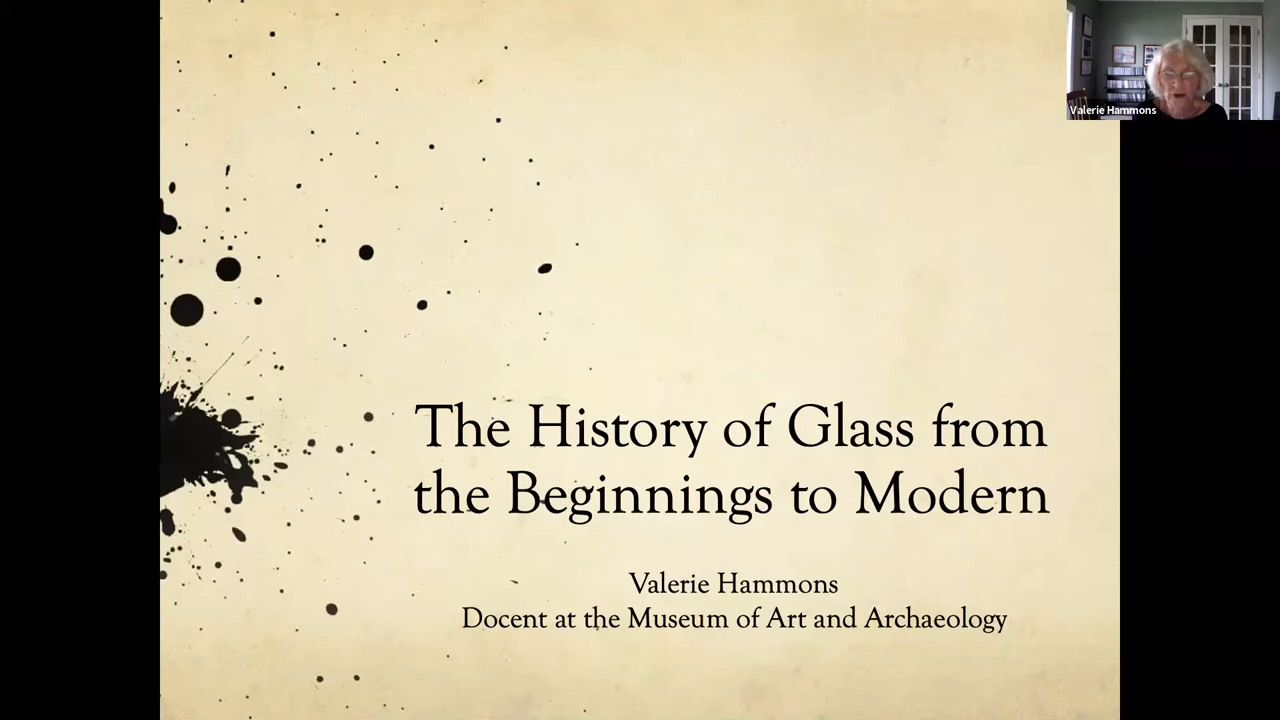 Valerie Hammons
The History of Glass from
the Beginnings to Modern
Valerie Hammons
Docent at the Museum of Art and Archaeology